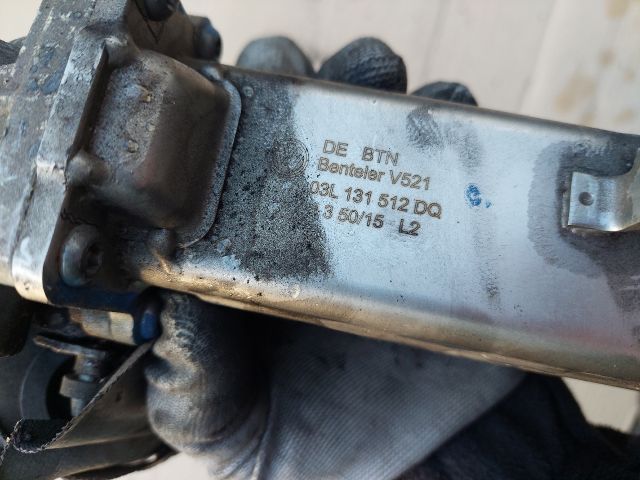 DE BTN
Benteler V521
03L 131 512 DQ
3 50/15 L2